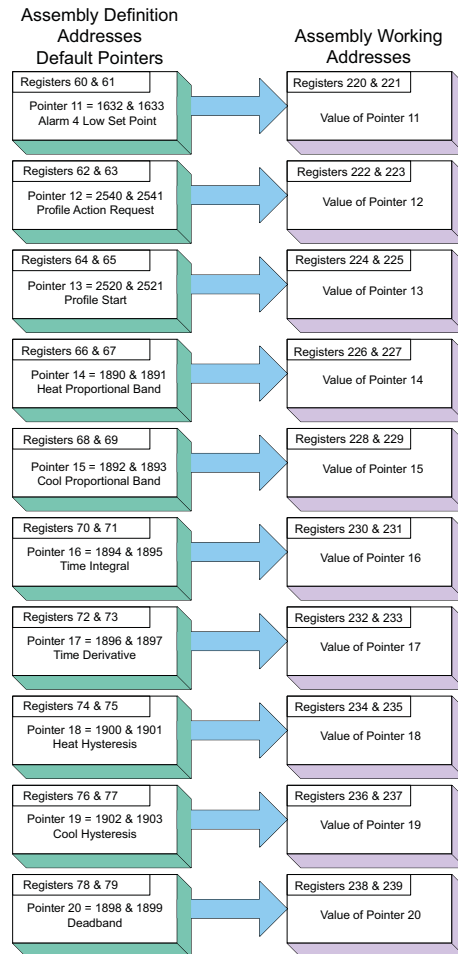 Assembly Definition
Addresses
Default Pointers
Assembly Working
Addresses
Registers 60 & 61
Pointer 11 = 1632 & 1633
Alarm 4 Low Set Point
Registers 220 & 221
Value of Pointer 11
Registers 62 & 63
Pointer 12 = 2540 & 2541
Profile Action Request
Registers 222 & 223
Value of Pointer 12
Registers 64 & 65
Pointer 13 = 2520 & 2521
Profile Start
Registers 224 & 225
Value of Pointer 13
Registers 66 & 67
Pointer 14 = 1890 & 1891
Heat Proportional Band
Registers 226 & 227
Value of Pointer 14
Registers 68 & 69
Pointer 15 = 1892 & 1893
Cool Proportional Band
Registers 228 & 229
Value of Pointer 15
Registers 70 & 71
Pointer 16 = 1894 & 1895
Time Integral
Registers 230 & 231
Value of Pointer 16
Registers 72 & 73
Pointer 17 = 1896 & 1897
Time Derivative
Registers 232 & 233
Value of Pointer 17
Registers 74 & 75
Pointer 18 = 1900 & 1901
Heat Hysteresis
Registers 234 & 235
Value of Pointer 18
Registers 76 & 77
Pointer 19 = 1902 & 1903
Cool Hysteresis
Registers 236 & 237
Value of Pointer 19
Registers 78 & 79
Pointer 20 = 1898 & 1899
Deadband
Registers 238 & 239
Value of Pointer 20